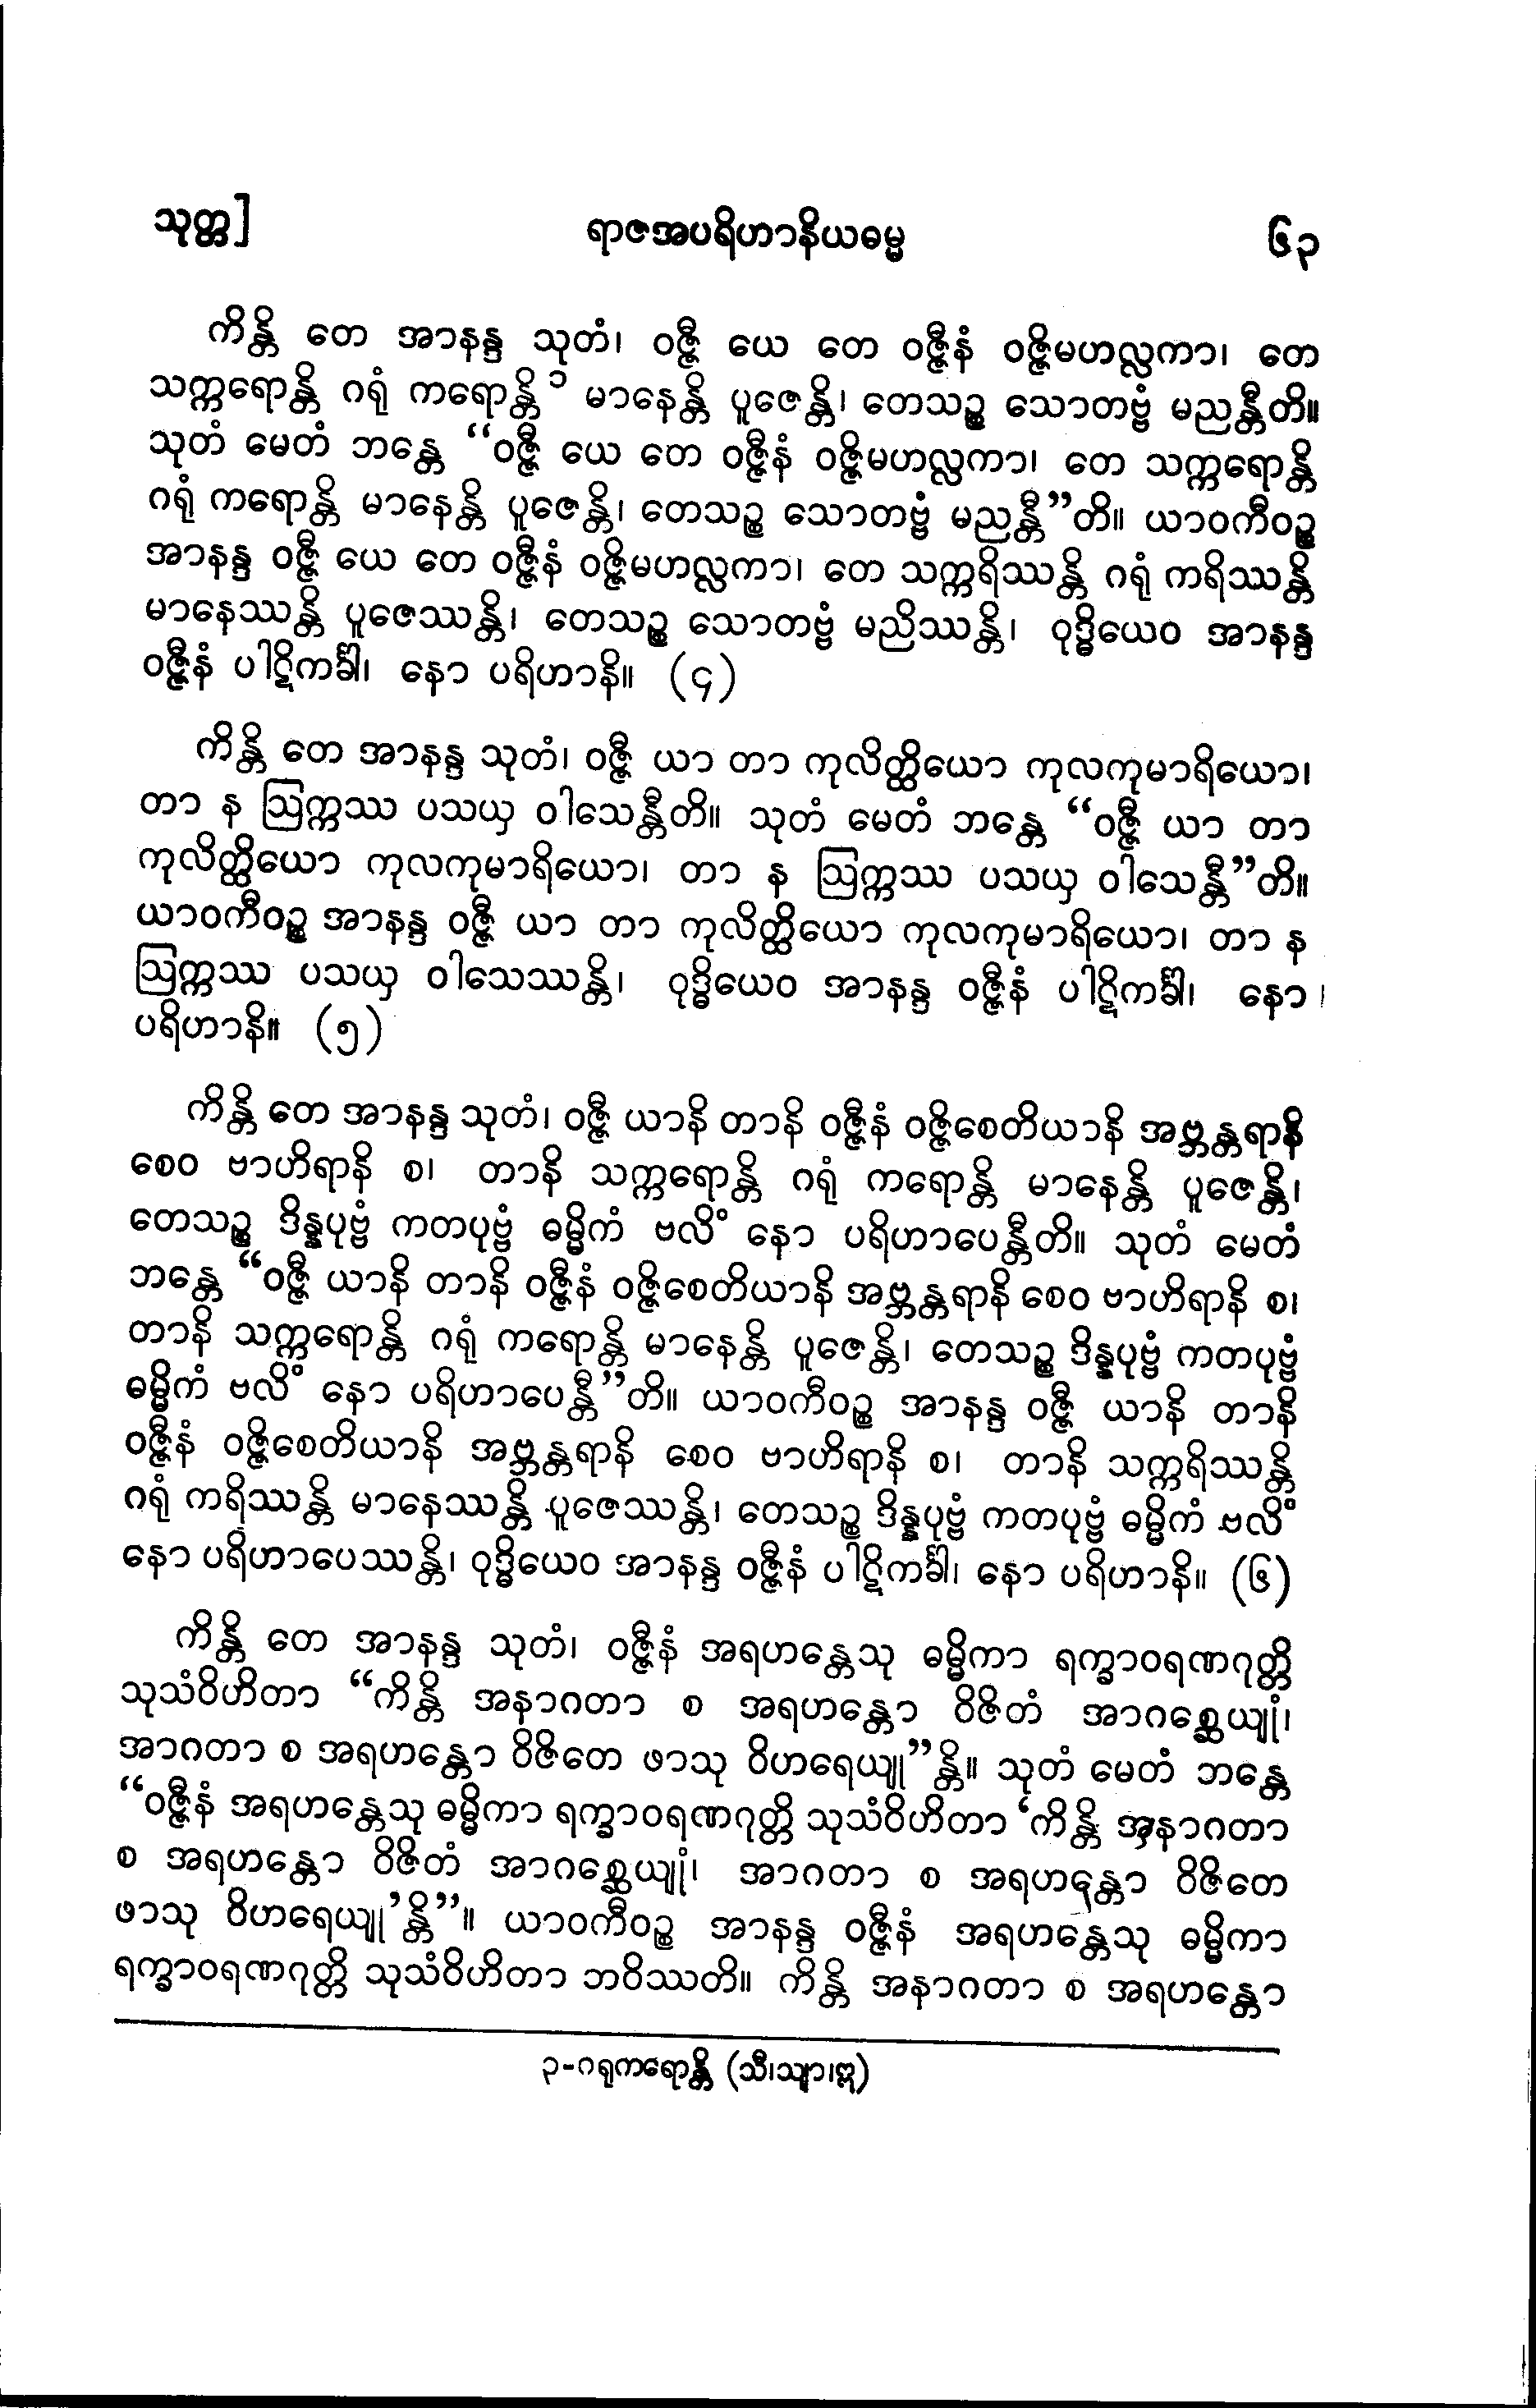 သုတ္တ] ရာဇအပရိဟာနိယဓမ္မ ၆၃
ကိန္တိ တေ အာနန္ဒ သုတံ၊ ဝဇ္ဇီ ယေ တေ ဝဇ္ဇီနံ ဝဇ္ဇိမဟလ္လကာ၊ တေ
သက္ကရောန္တိ ဂရုံ ကရောန္တိ ၁ မာနေန္တိ ပူဇေန္တိ၊ တေသဉ္စ သောတဗ္ဗံ မညန္တီတိ။
သုတံ မေတံ ဘန္တေ “ဝဇ္ဇီ ယေ တေ ဝဇ္ဇီနံ ဝဇ္ဇိမဟလ္လကာ၊ တေ သက္ကရောန္တိ
ဂရုံ ကရောန္တိ မာနေန္တိ ပူဇေန္တိ၊ တေသဉ္စ သောတဗ္ဗံ မညန္တီ”တိ။ ယာဝကီဝဉ္စ
အာနန္ဒ ဝဇ္ဇီ ယေ တေ ဝဇ္ဇီနံ ဝဇ္ဇိမဟလ္လကာ၊ တေ သက္ကရိဿန္တိ ဂရုံ ကရိဿန္တိ
မာနေဿန္တိ ပူဇေဿန္တိ၊ တေသဉ္စ သောတဗ္ဗံ မညိဿန္တိ၊ ဝုဒ္ဓိယေဝ အာနန္ဒ
ဝဇ္ဇီနံ ပါဋိကင်္ခါ၊ နော ပရိဟာနိ။ (၄)
ကိန္တိ တေ အာနန္ဒ သုတံ၊ ဝဇ္ဇီ ယာ တာ ကုလိတ္ထိယော ကုလကုမာရိယော၊
တာ န ဩက္ကဿ ပသယှ ဝါသေန္တီတိ။ သုတံ မေတံ ဘန္တေ “ဝဇ္ဇီ ယာ တာ
ကုလိတ္ထိယော ကုလကုမာရိယော၊ တာ န ဩက္ကဿ ပသယှ ဝါသေန္တီ”တိ။
ယာဝကီဝဉ္စ အာနန္ဒ ဝဇ္ဇီ ယာ တာ ကုလိတ္ထိယော ကုလကုမာရိယော၊ တာ န
ဩက္ကဿ ပသယှ ဝါသေဿန္တိ၊ ဝုဒ္ဓိယေဝ အာနန္ဒ ဝဇ္ဇီနံ ပါဋိကင်္ခါ၊ နော
ပရိဟာနိ။ (၅)
ကိန္တိ တေ အာနန္ဒ သုတံ၊ ဝဇ္ဇီ ယာနိ တာနိ ဝဇ္ဇီနံ ဝဇ္ဇိစေတိယာနိ အဗ္ဘန္တရာနိ
စေဝ ဗာဟိရာနိ စ၊ တာနိ သက္ကရောန္တိ ဂရုံ ကရောန္တိ မာနေန္တိ ပူဇေန္တိ၊
တေသဉ္စ ဒိန္နပုဗ္ဗံ ကတပုဗ္ဗံ ဓမ္မိကံ ဗလိံ နော ပရိဟာပေန္တီတိ။ သုတံ မေတံ
ဘန္တေ “ဝဇ္ဇီ ယာနိ တာနိ ဝဇ္ဇီနံ ဝဇ္ဇိစေတိယာနိ အဗ္ဘန္တရာနိ စေဝ ဗာဟိရာနိ စ၊
တာနိ သက္ကရောန္တိ ဂရုံ ကရောန္တိ မာနေန္တိ ပူဇေန္တိ၊ တေသဉ္စ ဒိန္နပုဗ္ဗံ ကတပုဗ္ဗံ
ဓမ္မိကံ ဗလိံ နော ပရိဟာပေန္တီ”တိ။ ယာဝကီဝဉ္စ အာနန္ဒ ဝဇ္ဇီ ယာနိ တာနိ
ဝဇ္ဇီနံ ဝဇ္ဇိစေတိယာနိ အဗ္ဘန္တရာနိ စေဝ ဗာဟိရာနိ စ၊ တာနိ သက္ကရိဿန္တိ
ဂရုံ ကရိဿန္တိ မာနေဿန္တိ ပူဇေဿန္တိ၊ တေသဉ္စ ဒိန္နပုဗ္ဗံ ကတပုဗ္ဗံ ဓမ္မိကံ ဗလိံ
နော ပရိဟာပေဿန္တိ၊ ဝုဒ္ဓိယေဝ အာနန္ဒ ဝဇ္ဇီနံ ပါဋိကင်္ခါ၊ နော ပရိဟာနိ။ (၆)
ကိန္တိ တေ အာနန္ဒ သုတံ၊ ဝဇ္ဇီနံ အရဟန္တေသု ဓမ္မိကာ ရက္ခာဝရဏဂုတ္တိ
သုသံဝိဟိတာ “ကိန္တိ အနာဂတာ စ အရဟန္တော ဝိဇိတံ အာဂစ္ဆေယျုံ၊
အာဂတာ စ အရဟန္တော ဝိဇိတေ ဖာသု ဝိဟရေယျု”န္တိ။ သုတံ မေတံ ဘန္တေ
“ဝဇ္ဇီနံ အရဟန္တေသု ဓမ္မိကာ ရက္ခာဝရဏဂုတ္တိ သုသံဝိဟိတာ ‘ကိန္တိ အနာဂတာ
စ အရဟန္တော ဝိဇိတံ အာဂစ္ဆေယျုံ၊ အာဂတာ စ အရဟန္တော ဝိဇိတေ
ဖာသု ဝိဟရေယျု’န္တိ”။ ယာဝကီဝဉ္စ အာနန္ဒ ဝဇ္ဇီနံ အရဟန္တေသု ဓမ္မိကာ
ရက္ခာဝရဏဂုတ္တိ သုသံဝိဟိတာ ဘဝိဿတိ။ ကိန္တိ အနာဂတာ စ အရဟန္တော
၁-ဂရုကရောန္တိ (သီ၊သျာ၊ဣ)